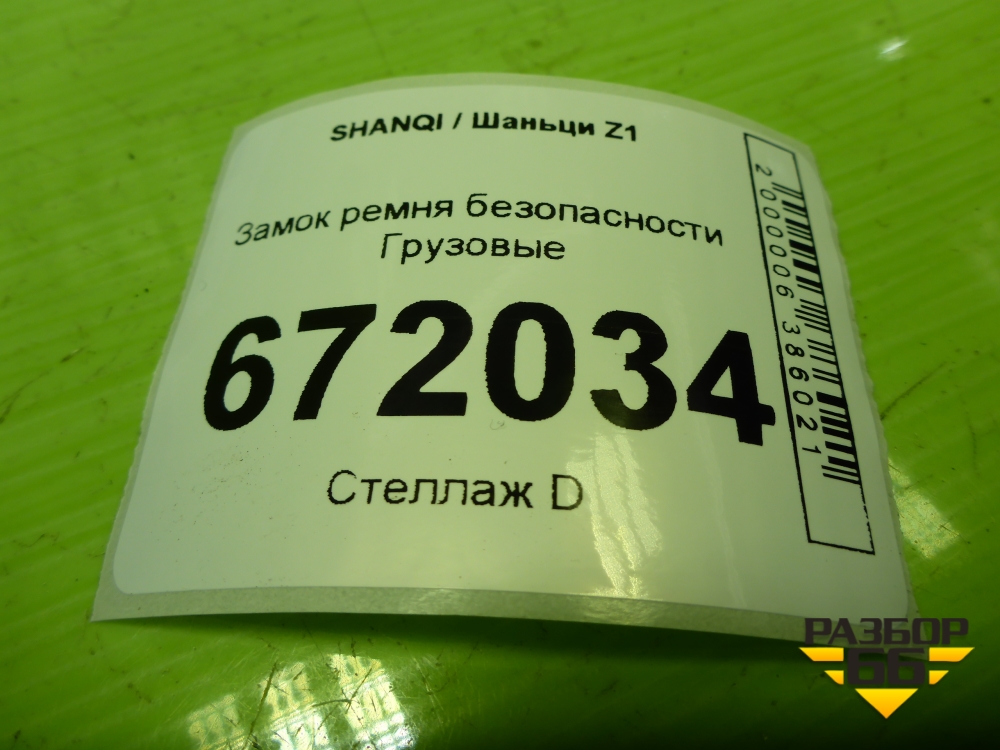 SHANQI / Шаньци Z1
Замок ремня безопасности
Грузовые
672034
Стеллаж D
2000006386021
РАЗБОР
66